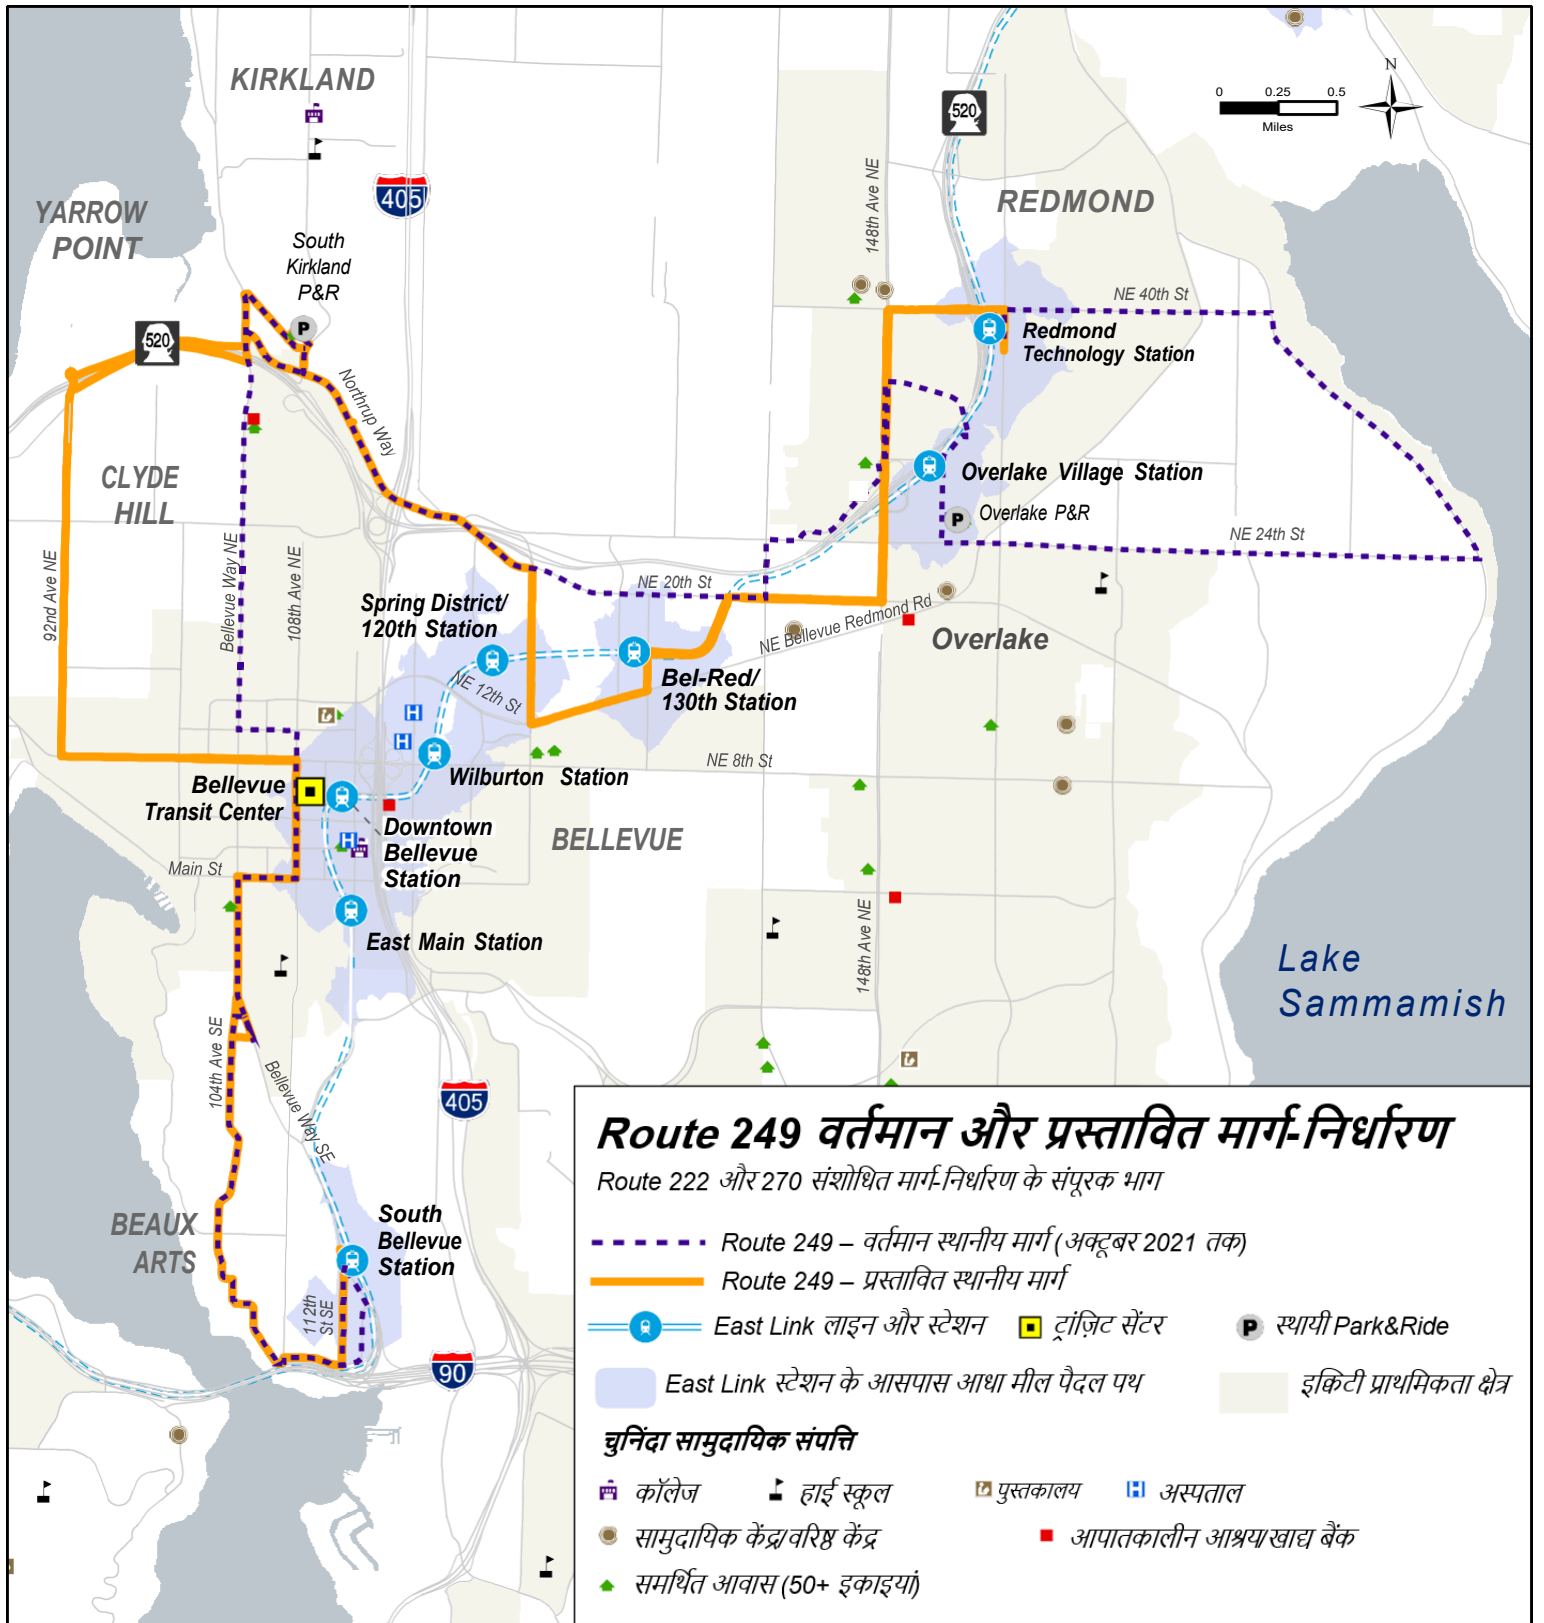 KIRKLAND
405
520
N
0 0.25 0.5
Miles
148th Ave NE
REDMOND
YARROW
POINT
South
Kirkland
P&R
P
520
NE 40th St
Redmond
Technology Station
Northrup Way
CLYDE
HILL
Overlake Village Station
P
Overlake P&R
NE 24th St
92nd Ave NE
Bellevue Way NE
108th Ave NE
NE 20th St
Spring District/
120th Station
NE Bellevue Redmond Rd
Overlake
NE 12th St
Bel-Red/
130th Station
H
H
NE 8th St
Wilburton Station
Bellevue
Transit Center
Downtown
Bellevue
Station
H
BELLEVUE
Main St
East Main Station
148th Ave NE
Lake
Sammamish
104th Ave SE
Bellevue Way SE
405
BEAUX
ARTS
South
Bellevue
Station
112th
St SE
90
Route 249 वर्तमान और प्रस्तावित मार्ग-निर्धारण
Route 222 और 270 संशोधित मार्ग-निर्धारण के संपूरक भाग
Route 249 – वर्तमान स्थानीय मार्ग (अक्टूबर 2021 तक)
Route 249 – प्रस्तावित स्थानीय मार्ग
East Link लाइन और स्टेशन ट्रांज़िट सेंटर P स्थायी Park&Ride
East Link स्टेशन के आसपास आधा मील पैदल पथ इक्विटी प्राथमिकता क्षेत्र
चुनिंदा सामुदायिक संपत्ति
कॉलेज हाई स्कूल पुस्तकालय H अस्पताल
सामुदायिक केंद्र/वरिष्ठ केंद्र आपातकालीन आश्रय/खाद्य बैंक
समर्थित आवास (50+ इकाइयां)